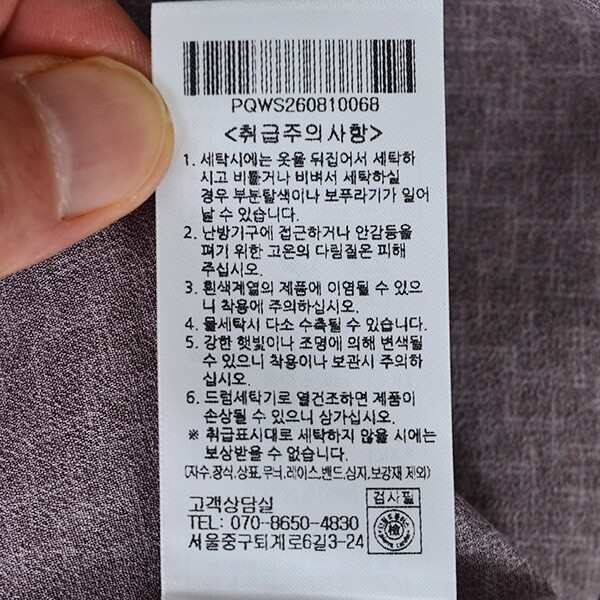 PQWS260810068
<취급주의사항>
1. 세탁시에는 옷을 뒤집어서 세탁하
시고 비틀거나 비벼서 세탁하실
경우 부분탈색이나 보푸라기가 일어
날 수 있습니다.
2. 난방기구에 접근하거나 안감등을
펴기 위한 고온의 다림질은 피해
주십시오.
3. 흰색계열의 제품에 이염될 수 있으
니 착용에 주의하십시오.
4. 물세탁시 다소 수축될 수 있습니다.
5. 강한 햇빛이나 조명에 의해 변색될
수 있으니 착용이나 보관시 주의하
십시오.
6. 드럼세탁기로 열건조하면 제품이
손상될 수 있으니 삼가십시오.
※ 취급표시대로 세탁하지 않을 시에는
보상받을 수 없습니다.
(자수,장식,상표,무늬,레이스,밴드,심지,보강재 제외)
고객상담실
TEL: 070-8650-4830
서울중구퇴계로6길3-24
검사필